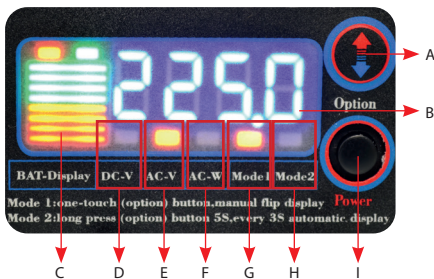 A
225.0
B
Option
BAT-Display DC-V AC-V AC-W Mode1 Mode2
Power
Mode 1:one-touch (option) button,manual flip display
Mode 2:long press (option) button 5S,every 3S automatic display
C D E F G H I